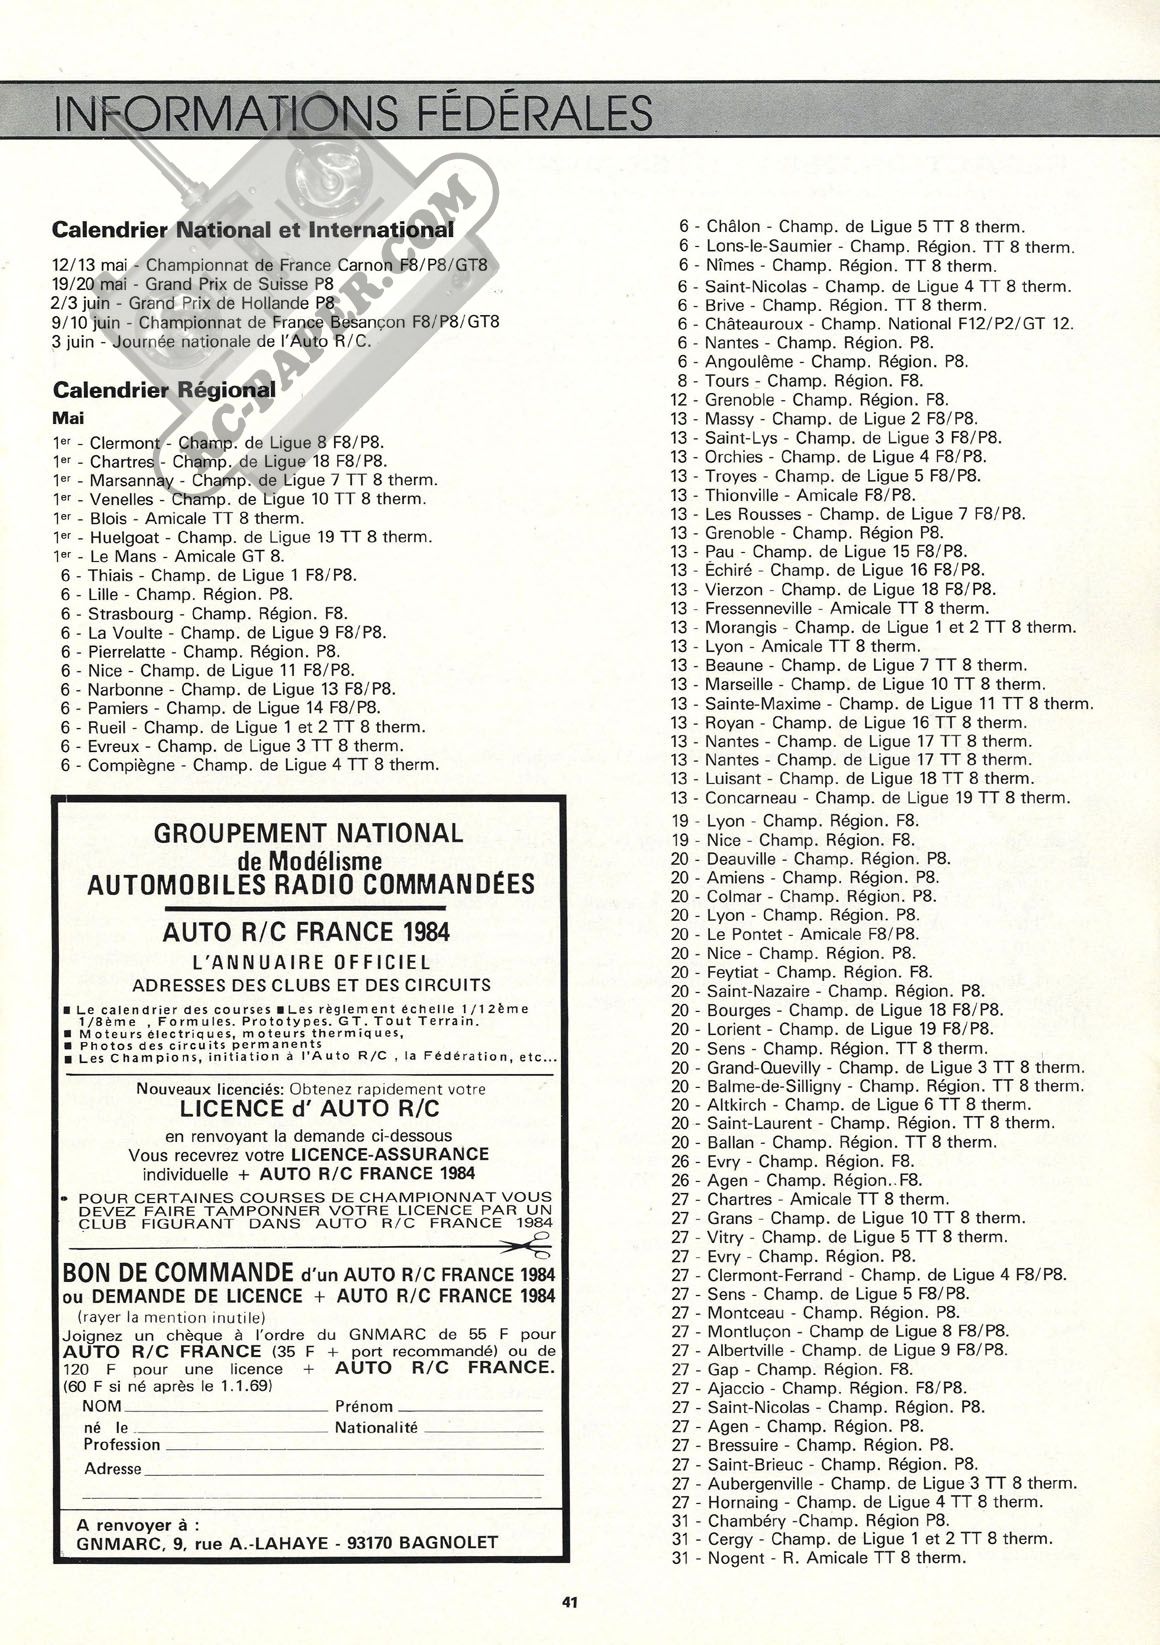 INFORMATIONS FÉDÉRALES
RC-PAPER.COM
Calendrier National et International
12/13 mai - Championnat de France Carnon F8/P8/GT8
19/20 mai - Grand Prix de Suisse P8
2/3 juin - Grand Prix de Hollande P8
9/10 juin - Championnat de France Besançon F8/P8/GT8
3 juin - Journée nationale de l'Auto R/C.
Calendrier Régional
Mai
1er - Clermont - Champ. de Ligue 8 F8/P8.
1er - Chartres - Champ. de Ligue 18 F8/P8.
1er - Marsannay - Champ. de Ligue 7 TT 8 therm.
1er - Venelles - Champ. de Ligue 10 TT 8 therm.
1er - Blois - Amicale TT 8 therm.
1er - Huelgoat - Champ. de Ligue 19 TT 8 therm.
1er - Le Mans - Amicale GT 8.
6 - Thiais - Champ. de Ligue 1 F8/P8.
6 - Lille - Champ. Région. P8.
6 - Strasbourg - Champ. Région. F8.
6 - La Voulte - Champ. de Ligue 9 F8/P8.
6 - Pierrelatte - Champ. Région. P8.
6 - Nice - Champ. de Ligue 11 F8/P8.
6 - Narbonne - Champ. de Ligue 13 F8/P8.
6 - Pamiers - Champ. de Ligue 14 F8/P8.
6 - Rueil - Champ. de Ligue 1 et 2 TT 8 therm.
6 - Evreux - Champ. de Ligue 3 TT 8 therm.
6 - Compiègne - Champ. de Ligue 4 TT 8 therm.
GROUPEMENT NATIONAL
de Modélisme
AUTOMOBILES RADIO COMMANDÉES
AUTO R/C FRANCE 1984
L'ANNUAIRE OFFICIEL
ADRESSES DES CLUBS ET DES CIRCUITS
■ Le calendrier des courses ■ Les règlement échelle 1/12ème
1/8ème , Formules. Prototypes. GT. Tout Terrain.
■ Moteurs électriques, moteurs thermiques,
■ Photos des circuits permanents
■ Les Champions, initiation à l'Auto R/C , la Fédération, etc...
Nouveaux licenciés: Obtenez rapidement votre
LICENCE d' AUTO R/C
en renvoyant la demande ci-dessous
Vous recevrez votre LICENCE-ASSURANCE
individuelle + AUTO R/C FRANCE 1984
• POUR CERTAINES COURSES DE CHAMPIONNAT VOUS
DEVEZ FAIRE TAMPONNER VOTRE LICENCE PAR UN
CLUB FIGURANT DANS AUTO R/C FRANCE 1984
BON DE COMMANDE d'un AUTO R/C FRANCE 1984
ou DEMANDE DE LICENCE + AUTO R/C FRANCE 1984
(rayer la mention inutile)
Joignez un chèque à l'ordre du GNMARC de 55 F pour
AUTO R/C FRANCE (35 F + port recommandé) ou de
120 F pour une licence + AUTO R/C FRANCE.
(60 F si né après le 1.1.69)
NOM Prénom
né le Nationalité
Profession
Adresse
A renvoyer à :
GNMARC, 9, rue A.-LAHAYE - 93170 BAGNOLET
6 - Châlon - Champ. de Ligue 5 TT 8 therm.
6 - Lons-le-Saumier - Champ. Région. TT 8 therm.
6 - Nîmes - Champ. Région. TT 8 therm.
6 - Saint-Nicolas - Champ. de Ligue 4 TT 8 therm.
6 - Brive - Champ. Région. TT 8 therm.
6 - Châteauroux - Champ. National F12/P2/GT 12.
6 - Nantes - Champ. Région. P8.
6 - Angoulême - Champ. Région. P8.
8 - Tours - Champ. Région. F8.
12 - Grenoble - Champ. Région. F8.
13 - Massy - Champ. de Ligue 2 F8/P8.
13 - Saint-Lys - Champ. de Ligue 3 F8/P8.
13 - Orchies - Champ. de Ligue 4 F8/P8.
13 - Troyes - Champ. de Ligue 5 F8/P8.
13 - Thionville - Amicale F8/P8.
13 - Les Rousses - Champ. de Ligue 7 F8/P8.
13 - Grenoble - Champ. Région P8.
13 - Pau - Champ. de Ligue 15 F8/P8.
13 - Échiré - Champ. de Ligue 16 F8/P8.
13 - Vierzon - Champ. de Ligue 18 F8/P8.
13 - Fressenneville - Amicale TT 8 therm.
13 - Morangis - Champ. de Ligue 1 et 2 TT 8 therm.
13 - Lyon - Amicale TT 8 therm.
13 - Beaune - Champ. de Ligue 7 TT 8 therm.
13 - Marseille - Champ. de Ligue 10 TT 8 therm.
13 - Sainte-Maxime - Champ. de Ligue 11 TT 8 therm.
13 - Royan - Champ. de Ligue 16 TT 8 therm.
13 - Nantes - Champ. de Ligue 17 TT 8 therm.
13 - Nantes - Champ. de Ligue 17 TT 8 therm.
13 - Luisant - Champ. de Ligue 18 TT 8 therm.
13 - Concarneau - Champ. de Ligue 19 TT 8 therm.
19 - Lyon - Champ. Région. F8.
19 - Nice - Champ. Région. F8.
20 - Deauville - Champ. Région. P8.
20 - Amiens - Champ. Région. P8.
20 - Colmar - Champ. Région. P8.
20 - Lyon - Champ. Région. P8.
20 - Le Pontet - Amicale F8/P8.
20 - Nice - Champ. Région. P8.
20 - Feytiat - Champ. Région. F8.
20 - Saint-Nazaire - Champ. Région. P8.
20 - Bourges - Champ. de Ligue 18 F8/P8.
20 - Lorient - Champ. de Ligue 19 F8/P8.
20 - Sens - Champ. Région. TT 8 therm.
20 - Grand-Quevilly - Champ. de Ligue 3 TT 8 therm.
20 - Balme-de-Silligny - Champ. Région. TT 8 therm.
20 - Altkirch - Champ. de Ligue 6 TT 8 therm.
20 - Saint-Laurent - Champ. Région. TT 8 therm.
20 - Ballan - Champ. Région. TT 8 therm.
26 - Evry - Champ. Région. F8.
26 - Agen - Champ. Région. F8.
27 - Chartres - Amicale TT 8 therm.
27 - Grans - Champ. de Ligue 10 TT 8 therm.
27 - Vitry - Champ. de Ligue 5 TT 8 therm.
27 - Evry - Champ. Région. P8.
27 - Clermont-Ferrand - Champ. de Ligue 4 F8/P8.
27 - Sens - Champ. de Ligue 5 F8/P8.
27 - Montceau - Champ. Région. P8.
27 - Montluçon - Champ de Ligue 8 F8/P8.
27 - Albertville - Champ. de Ligue 9 F8/P8.
27 - Gap - Champ. Région. F8.
27 - Ajaccio - Champ. Région. F8/P8.
27 - Saint-Nicolas - Champ. Région. P8.
27 - Agen - Champ. Région. P8.
27 - Bressuire - Champ. Région. P8.
27 - Saint-Brieuc - Champ. Région. P8.
27 - Aubergenville - Champ. de Ligue 3 TT 8 therm.
27 - Hornaing - Champ. de Ligue 4 TT 8 therm.
31 - Chambéry -Champ. Région P8.
31 - Cergy - Champ. de Ligue 1 et 2 TT 8 therm.
31 - Nogent - R. Amicale TT 8 therm.
41